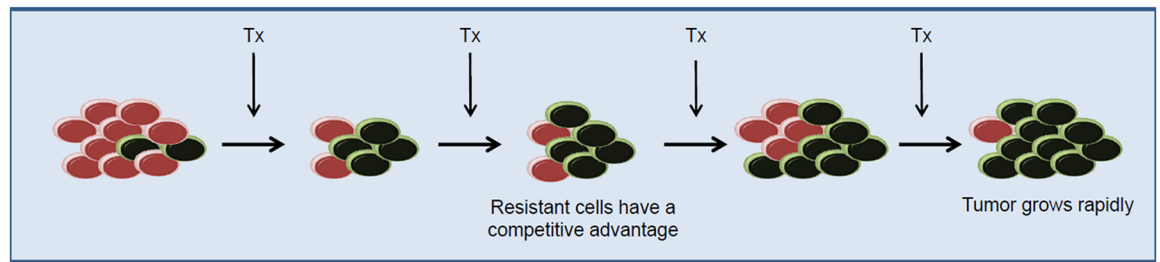 Tx
Tx
Tx
Tx
Resistant cells have a
competitive advantage
Tumor grows rapidly